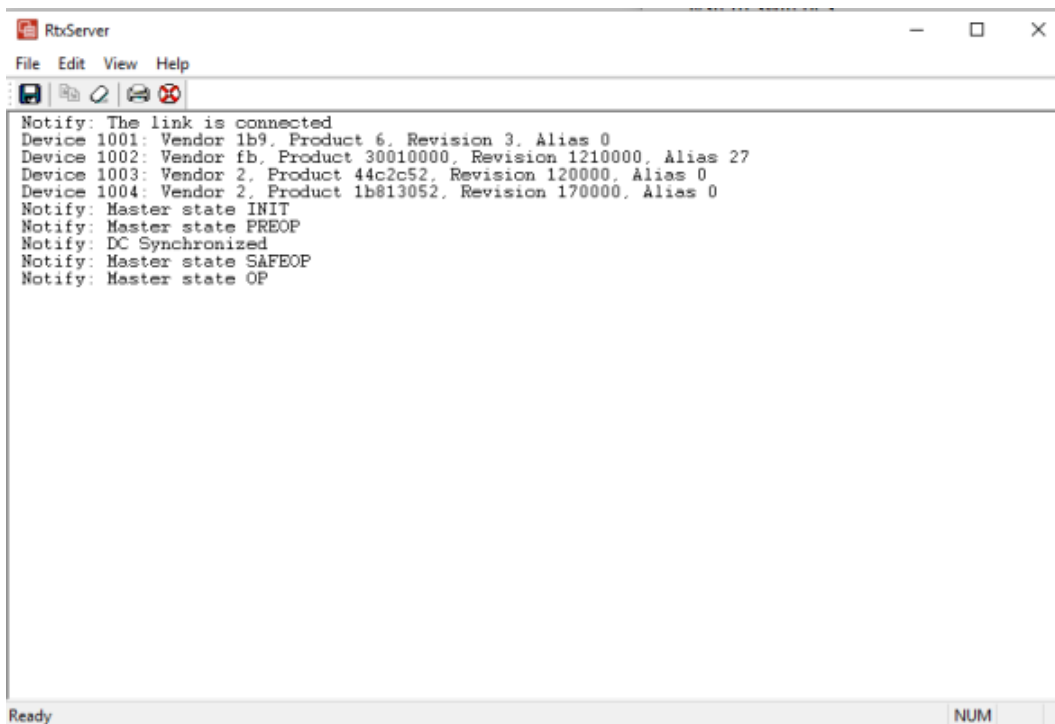 RtxServer
File Edit View Help
Notify: The link is connected
Device 1001: Vendor 1b9, Product 6, Revision 3, Alias 0
Device 1002: Vendor fb, Product 30010000, Revision 1210000, Alias 27
Device 1003: Vendor 2, Product 44c2c52, Revision 120000, Alias 0
Device 1004: Vendor 2, Product 1b813052, Revision 170000, Alias 0
Notify: Master state INIT
Notify: Master state PREOP
Notify: DC Synchronized
Notify: Master state SAFEOP
Notify: Master state OP
Ready NUM